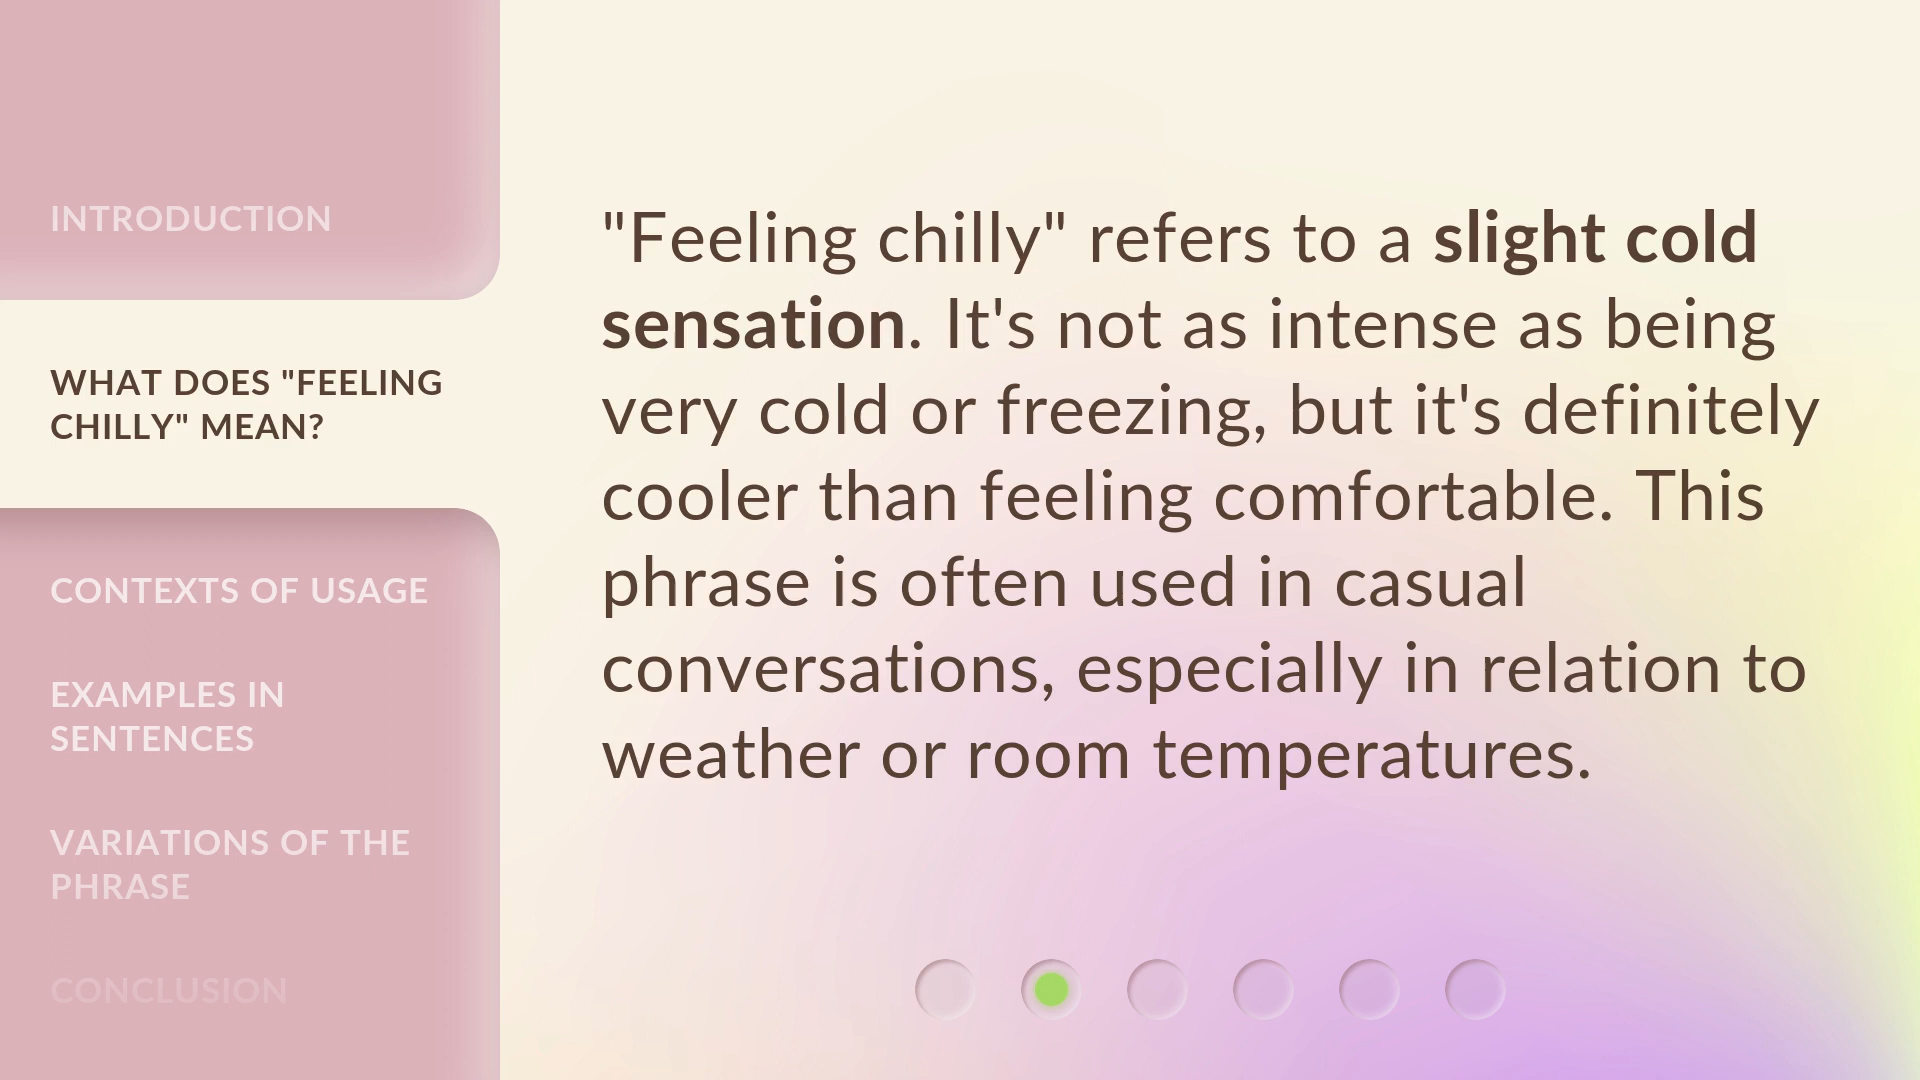 INTRODUCTION
WHAT DOES "FEELING
CHILLY" MEAN?
CONTEXTS OF USAGE
EXAMPLES IN
SENTENCES
VARIATIONS OF THE
PHRASE
CONCLUSION
"Feeling chilly" refers to a slight cold
sensation. It's not as intense as being
very cold or freezing, but it's definitely
cooler than feeling comfortable. This
phrase is often used in casual
conversations, especially in relation to
weather or room temperatures.